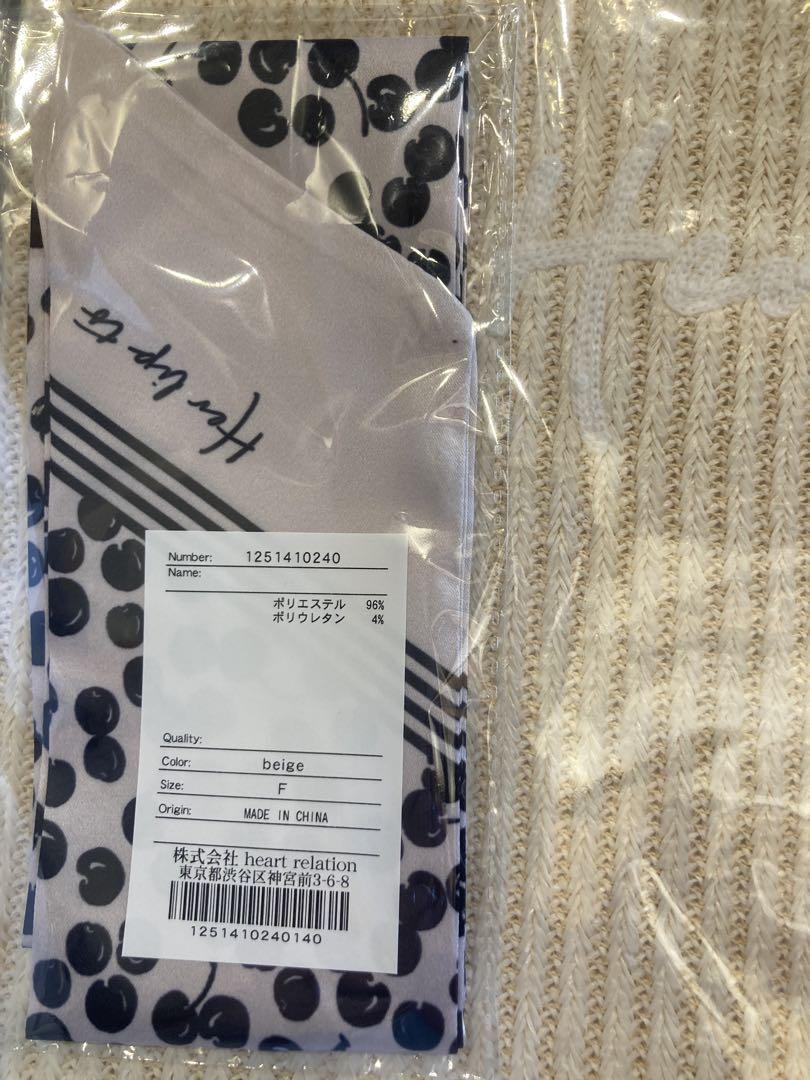 Her lip to
Number: 1251410240
Name:
ポリエステル 96%
ポリウレタン 4%
Quality:
Color: beige
Size: F
Origin: MADE IN CHINA
株式会社 heart relation
東京都渋谷区神宮前3-6-8
1251410240140